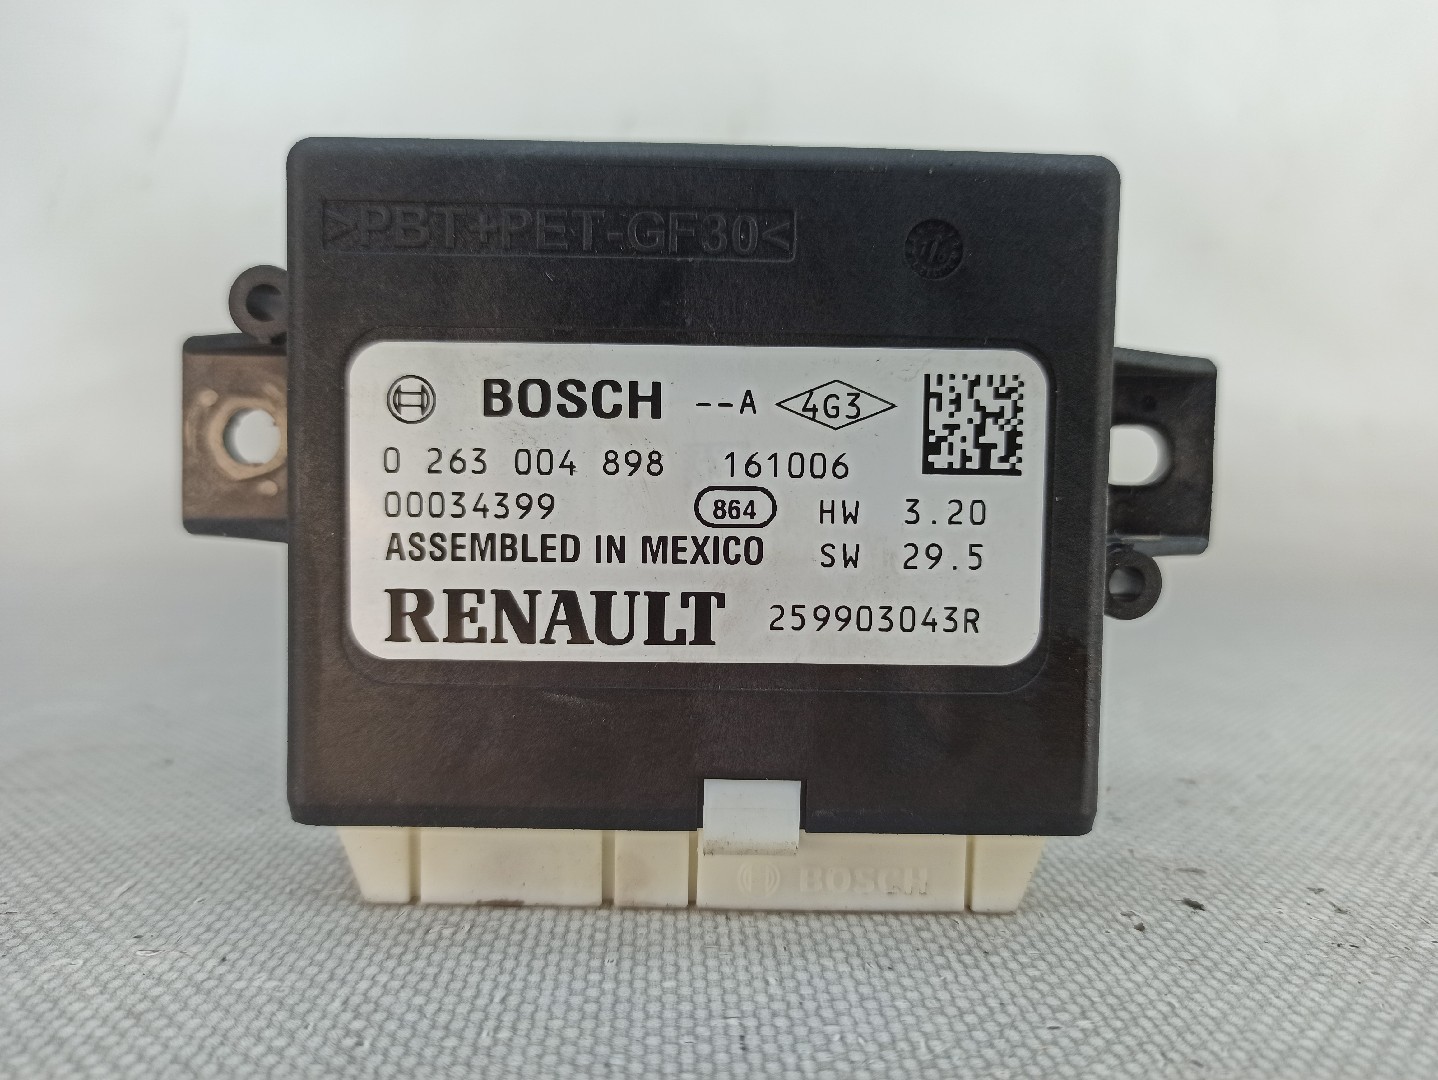 >PBT+PET-GF30<
BOSCH --A 4G3
0 263 004 898 161006
00034399 864 HW 3.20
ASSEMBLED IN MEXICO SW 29.5
RENAULT 259903043R
BOSCH